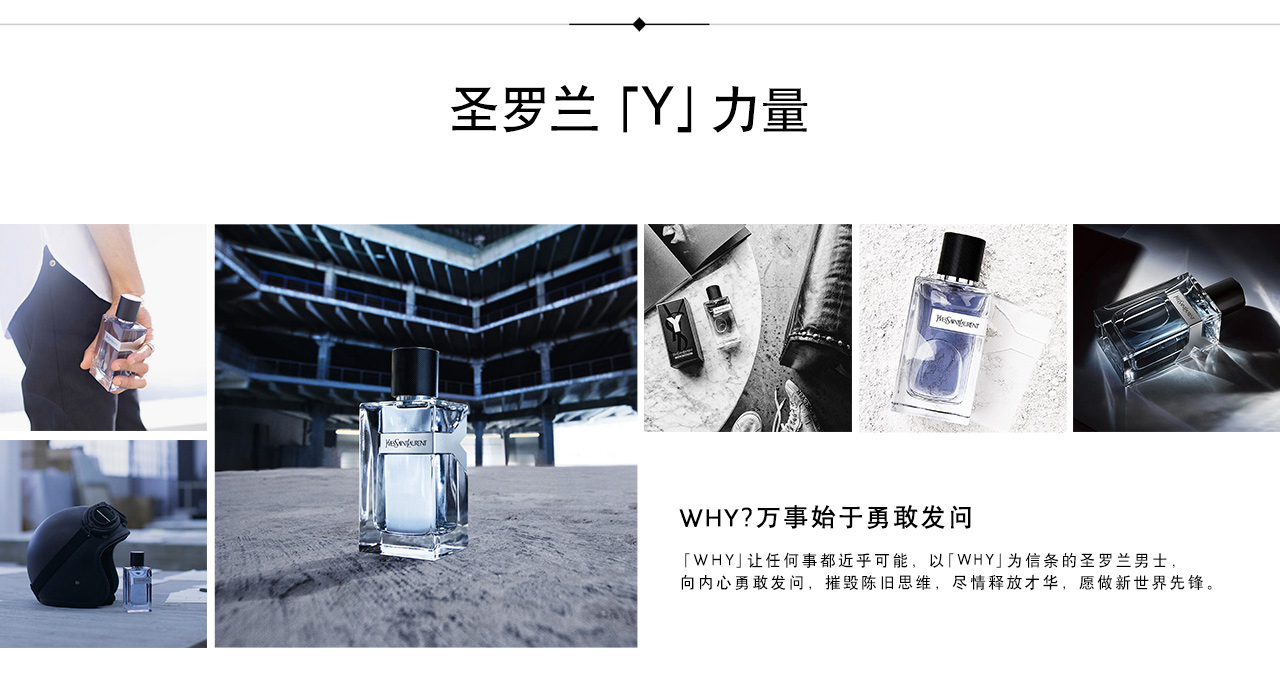 圣罗兰「Y」力量
YVESSAINTLAURENT
YVESSAINTLAURENT
Y
WHY?万事始于勇敢发问
「WHY」让任何事都近乎可能，以「WHY」为信条的圣罗兰男士，
向内心勇敢发问，摧毁陈旧思维，尽情释放才华，愿做新世界先锋。